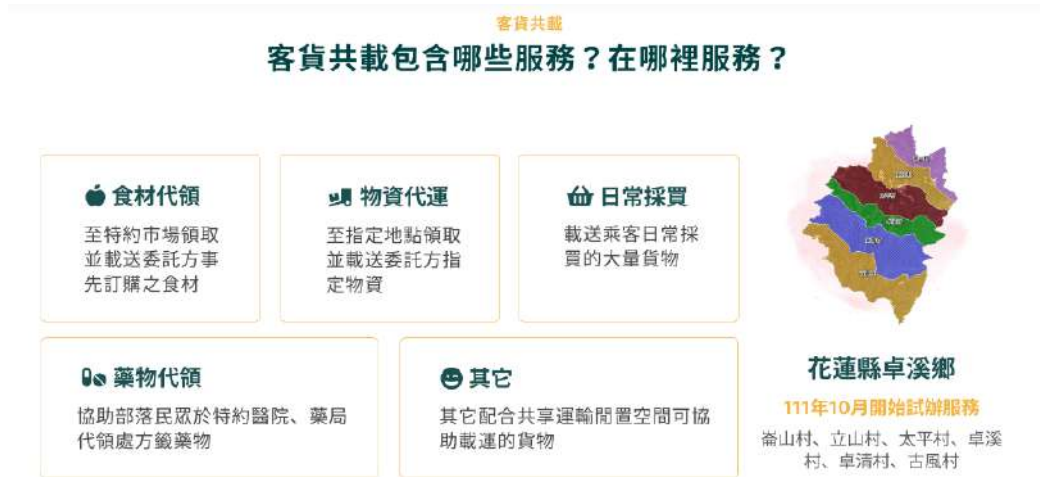 客貨共載
客貨共載包含哪些服務？在哪裡服務？
食材代領
至特約市場領取
並載送委託方事
先訂購之食材
物資代運
至指定地點領取
並載送委託方指
定物資
日常採買
載送乘客日常採
買的大量貨物
藥物代領
協助部落民眾於特約醫院、藥局
代領處方籤藥物
其它
其它配合共享運輸閒置空間可協
助載運的貨物
花蓮縣卓溪鄉
111年10月開始試辦服務
崙山村、立山村、太平村、卓溪
村、卓清村、古風村